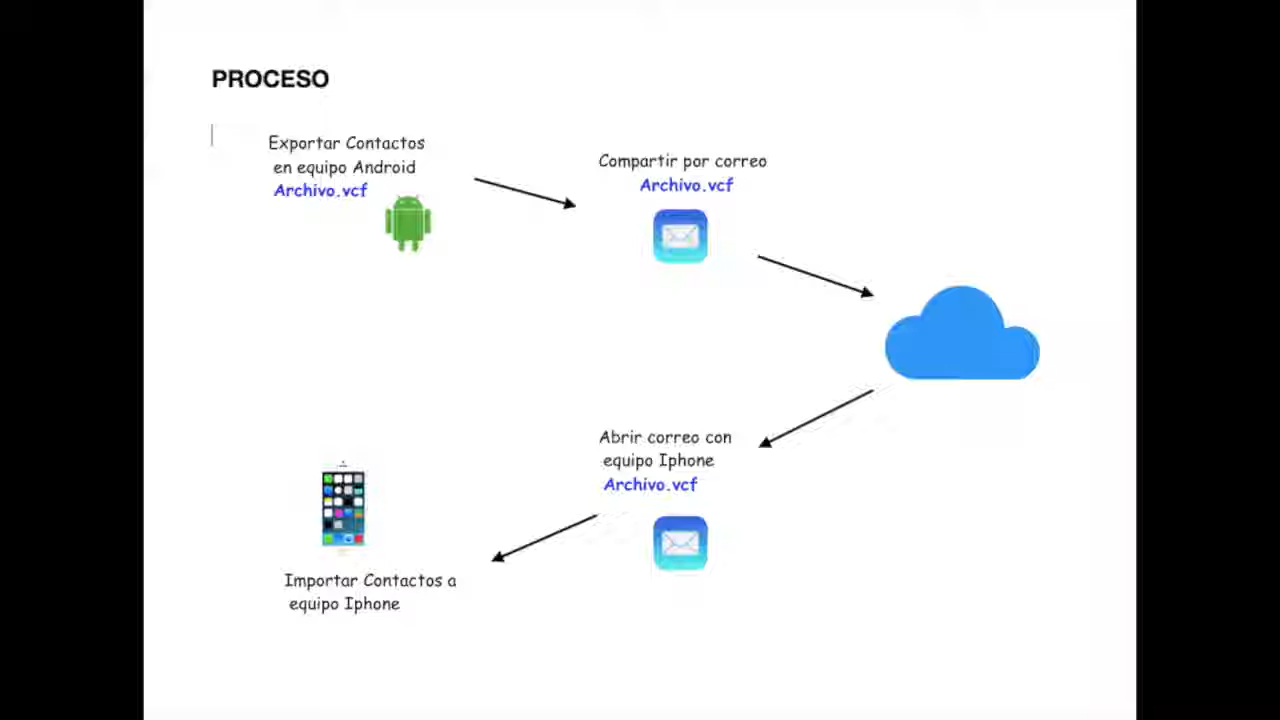 PROCESO
Exportar Contactos
en equipo Android
Archivo.vcf
Compartir por correo
Archivo.vcf
Abrir correo con
equipo Iphone
Archivo.vcf
Importar Contactos a
equipo Iphone